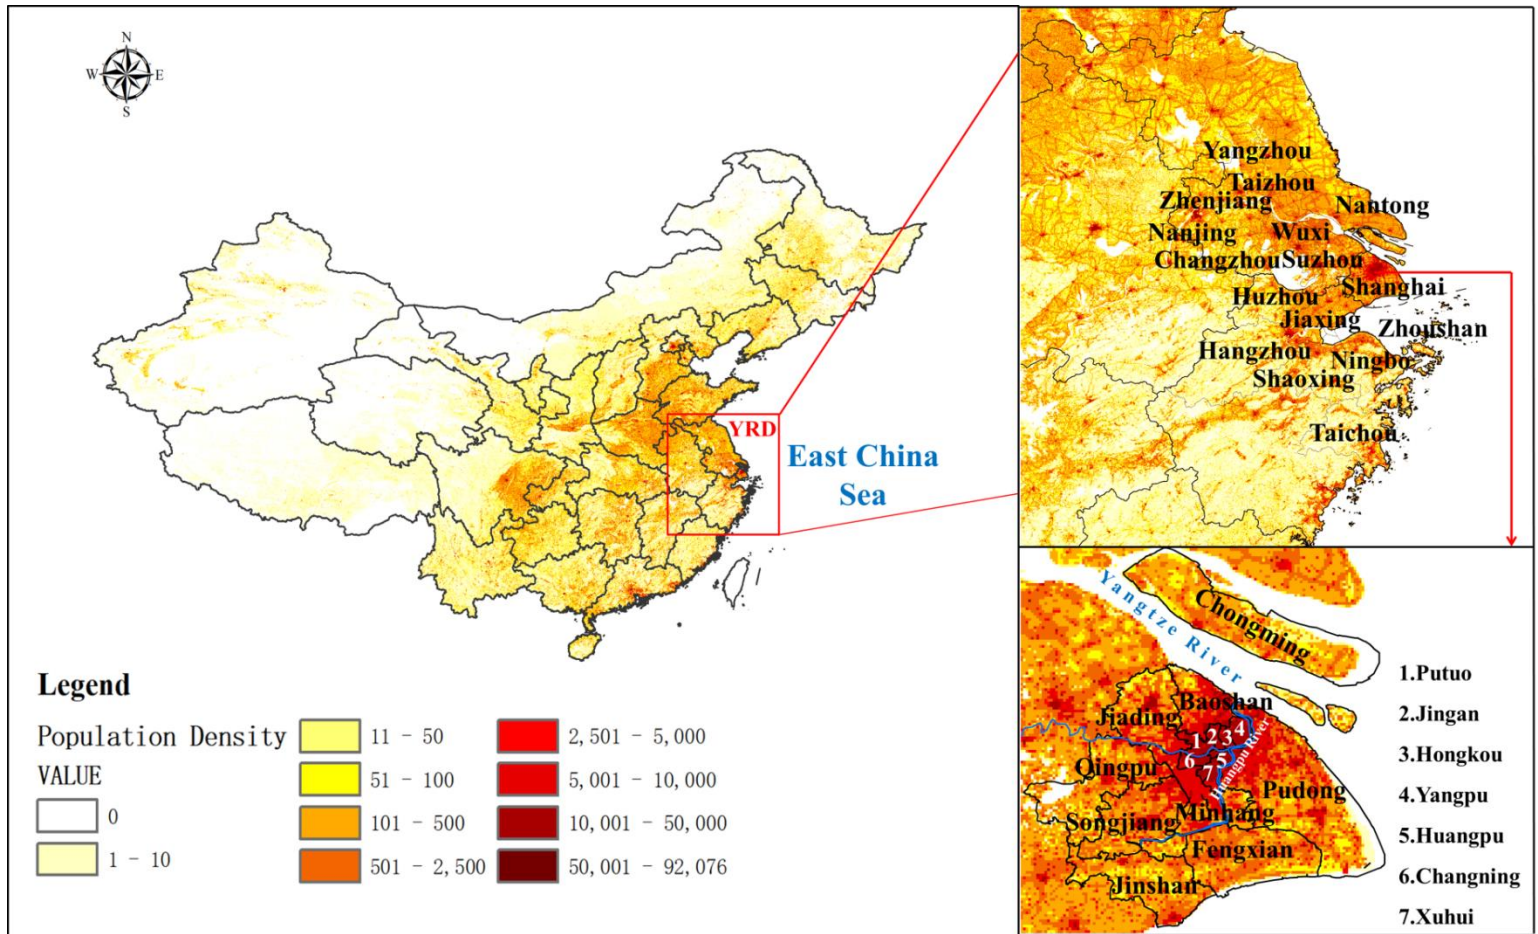 N
W
E
S
YRD
East China
Sea
Legend
Population Density
VALUE
0
1 - 10
11 - 50
51 - 100
101 - 500
501 - 2,500
2,501 - 5,000
5,001 - 10,000
10,001 - 50,000
50,001 - 92,076
Yangzhou
Taizhou
Zhenjiang
Nantong
Nanjing
Wuxi
Changzhou
Suzhou
Shanghai
Huzhou
Jiaxing
Zhoushan
Hangzhou
Ningbo
Shaoxing
Taichou
Yangtze River
Chongming
Baoshan
Jiading
1
2
3
4
5
6
7
Huangpu River
Qingpu
Pudong
Minhang
Songjiang
Fengxian
Jinshan
1.Putuo
2.Jingan
3.Hongkou
4.Yangpu
5.Huangpu
6.Changning
7.Xuhui